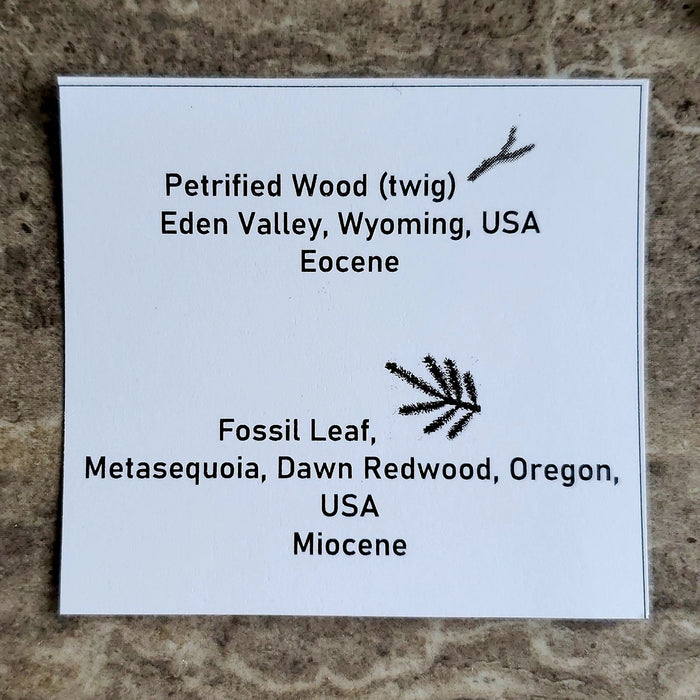 Petrified Wood (twig)
Eden Valley, Wyoming, USA
Eocene
Fossil Leaf,
Metasequoia, Dawn Redwood, Oregon,
USA
Miocene